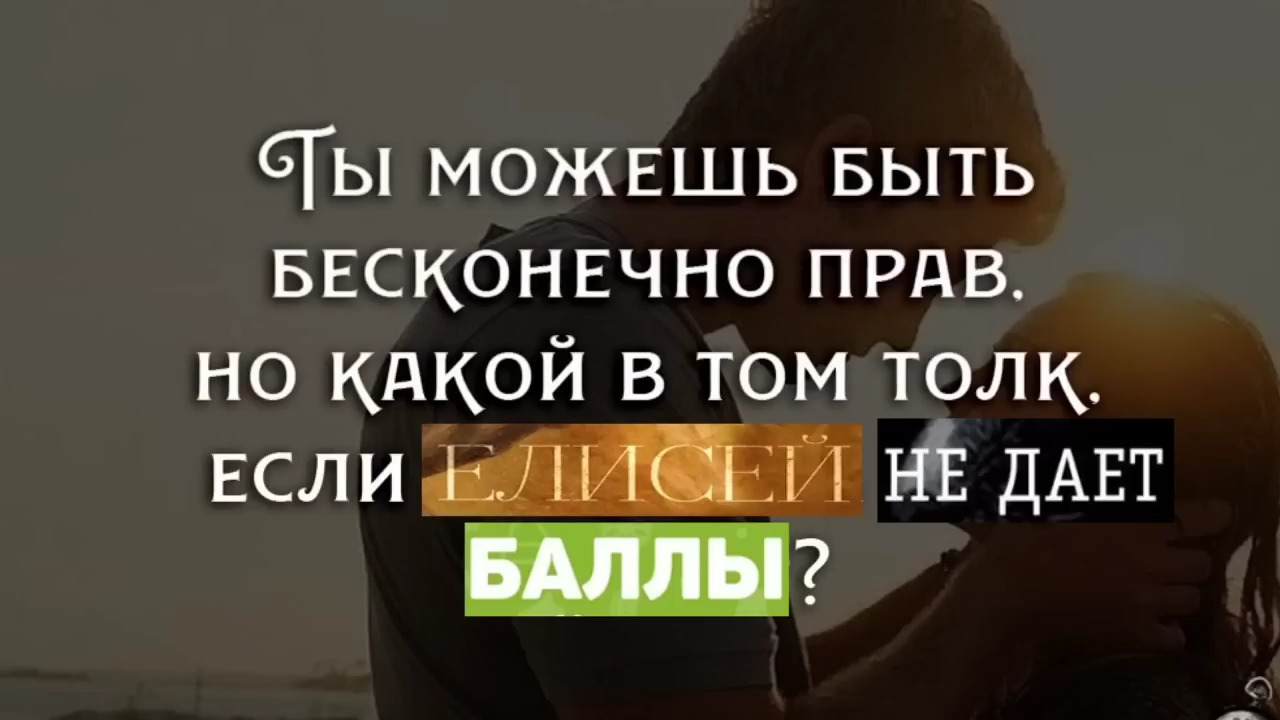 Ты можешь быть
бесконечно прав,
но какой в том толк,
если ЕЛИСЕЙ НЕ ДАЕТ
БАЛЛЫ?